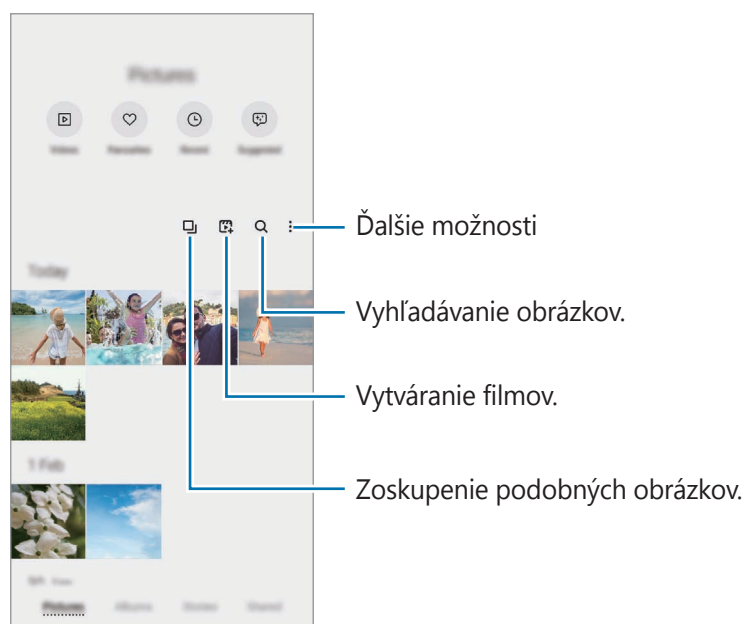 Pictures
Videos
Favourites
Recent
Suggested
Ďalšie možnosti
Today
Vyhľadávanie obrázkov.
Vytváranie filmov.
1 Feb
Zoskupenie podobných obrázkov.
Pictures
Albums
Stories
Shared